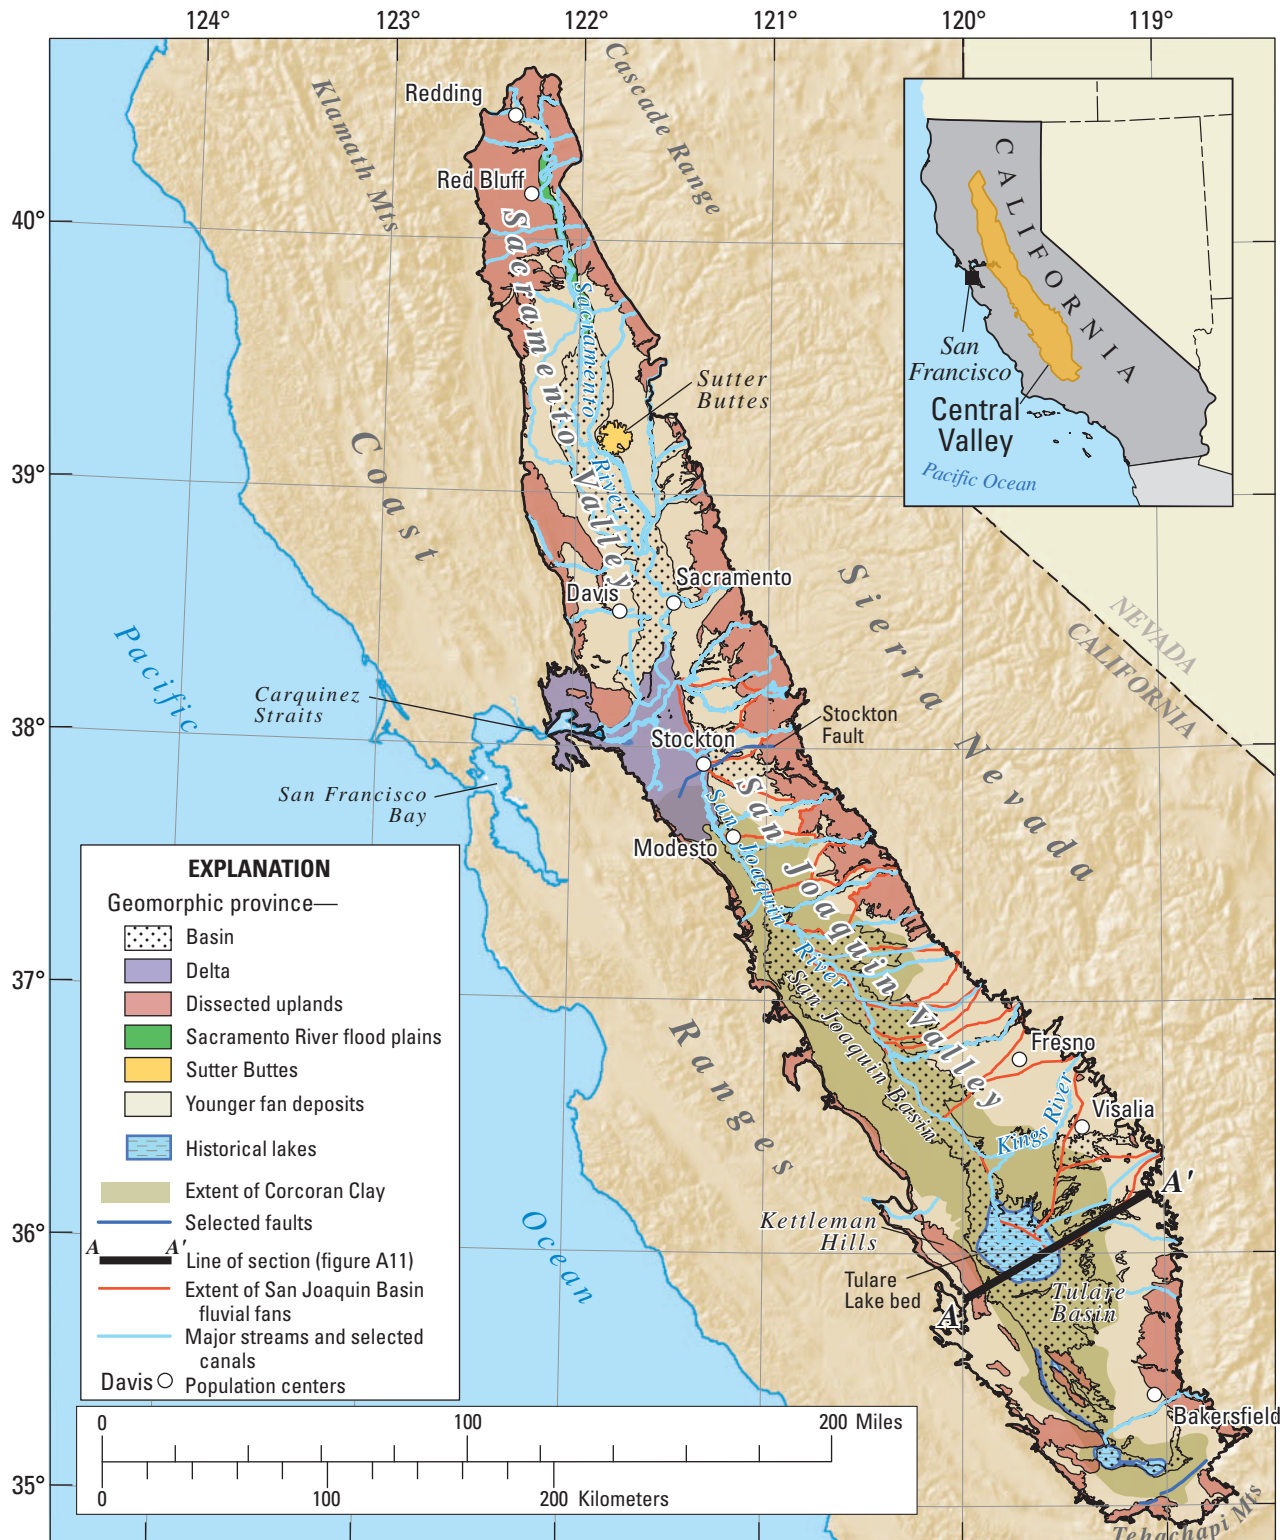 124°
123°
122°
121°
120°
119°
40°
39°
38°
37°
36°
35°
Redding
Red Bluff
Klamath Mts
Cascade Range
Sacramento Valley
Sacramento
River
Sutter
Buttes
Coast
Ranges
Davis
Sacramento
Sierra Nevada
NEVADA
CALIFORNIA
Pacific
Ocean
Carquinez
Straits
San Francisco
Bay
Stockton
Stockton
Fault
Modesto
San Joaquin
River
San Joaquin Valley
San Joaquin Basin
Fresno
Kings River
Visalia
A'
A
Kettleman
Hills
Tulare
Lake bed
Tulare
Basin
Bakersfield
Tehachapi Mts
CALIFORNIA
San
Francisco
Central
Valley
Pacific Ocean
EXPLANATION
Geomorphic province—
Basin
Delta
Dissected uplands
Sacramento River flood plains
Sutter Buttes
Younger fan deposits
Historical lakes
Extent of Corcoran Clay
Selected faults
A A' Line of section (figure A11)
Extent of San Joaquin Basin
fluvial fans
Major streams and selected
canals
Davis Population centers
0 100 200 Miles
0 100 200 Kilometers